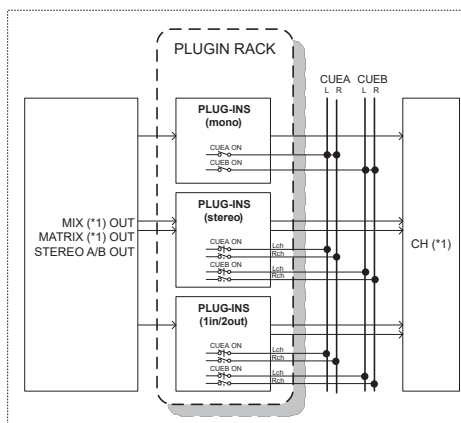 PLUGIN RACK
CUEA CUEB
L R L R
PLUG-INS
(mono)
CUEA ON
CUEB ON
PLUG-INS
(stereo)
MIX (*1) OUT
MATRIX (*1) OUT
STEREO A/B OUT
CUEA ON
Lch
Rch
CUEB ON
Lch
Rch
CH (*1)
PLUG-INS
(1in/2out)
CUEA ON
Lch
Rch
CUEB ON
Lch
Rch